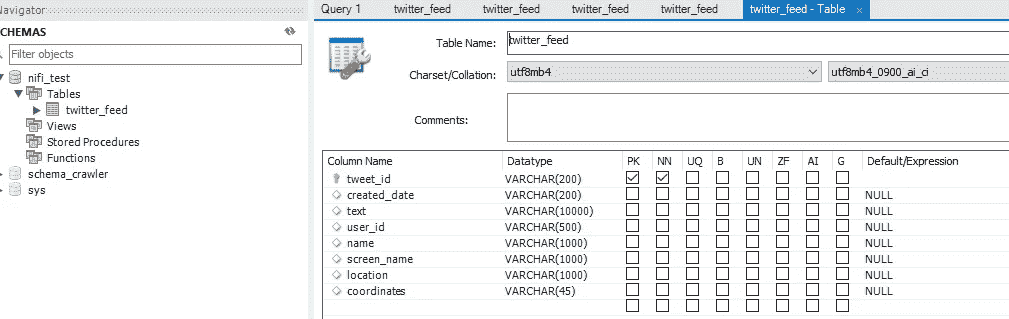 Navigator
SCHEMAS
Filter objects
nifi_test
Tables
twitter_feed
Views
Stored Procedures
Functions
schema_crawler
sys
Query 1 twitter_feed twitter_feed twitter_feed twitter_feed twitter_feed - Table ×
Table Name: twitter_feed
Charset/Collation: utf8mb4 utf8mb4_0900_ai_ci
Comments:
Column Name Datatype PK NN UQ B UN ZF AI G Default/Expression
tweet_id VARCHAR(200)
created_date VARCHAR(200) NULL
text VARCHAR(10000) NULL
user_id VARCHAR(500) NULL
name VARCHAR(1000) NULL
screen_name VARCHAR(1000) NULL
location VARCHAR(1000) NULL
coordinates VARCHAR(45) NULL